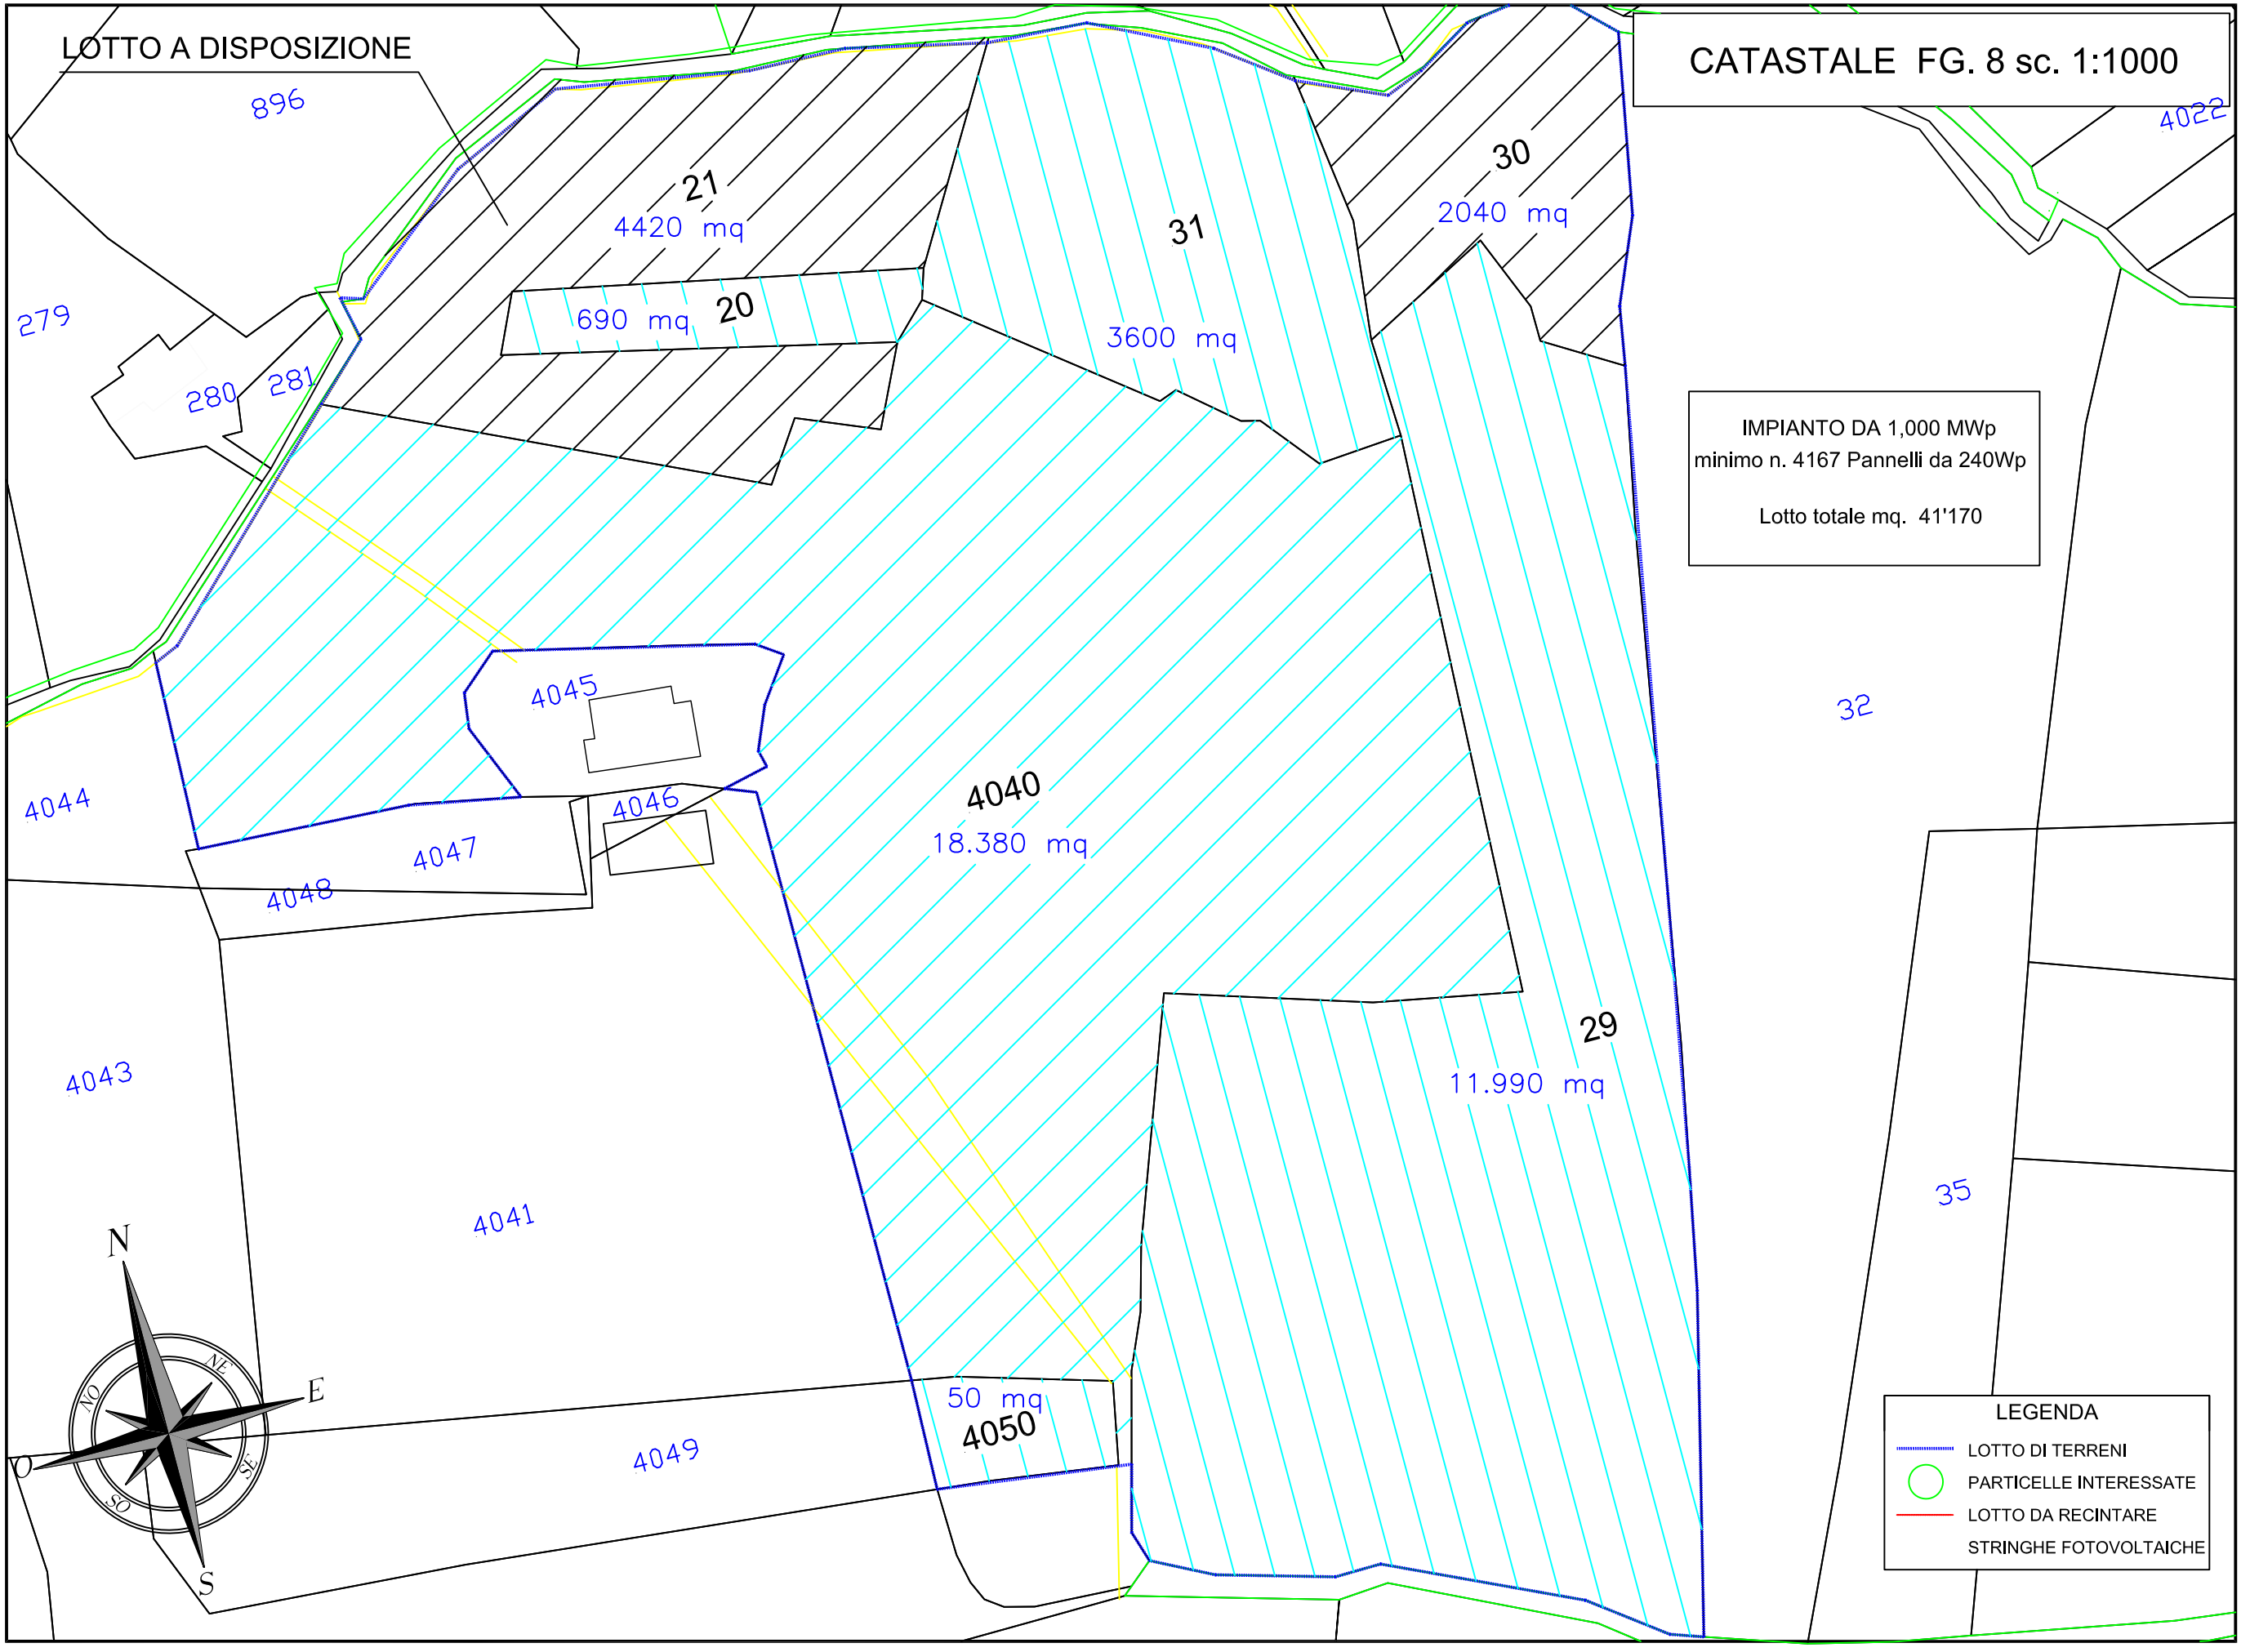 LOTTO A DISPOSIZIONE
CATASTALE FG. 8 sc. 1:1000
896
4022
21
4420 mq
30
2040 mq
31
3600 mq
20
690 mq
279
280
281
IMPIANTO DA 1,000 MWp
minimo n. 4167 Pannelli da 240Wp
Lotto totale mq. 41'170
4045
32
4044
4046
4040
18.380 mq
4047
4048
29
11.990 mq
4043
4041
35
N
NE
E
NO
O
SE
SO
S
50 mq
4050
4049
LEGENDA
LOTTO DI TERRENI
PARTICELLE INTERESSATE
LOTTO DA RECINTARE
STRINGHE FOTOVOLTAICHE